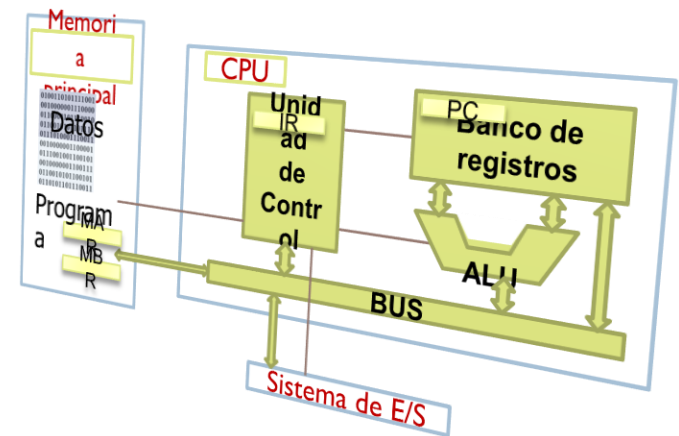 Memori
a
principal
Datos
Program
a
MA
R
MB
R
CPU
Unid
ad
de
Contr
ol
IR
PC
Banco de
registros
ALU
BUS
Sistema de E/S